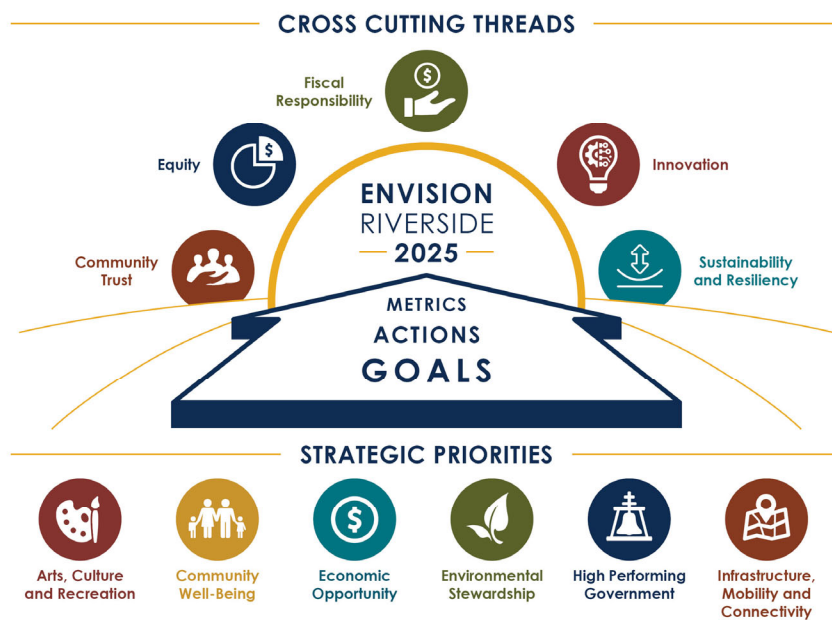 CROSS CUTTING THREADS
Fiscal
Responsibility
$
Equity
$
Innovation
ENVISION
RIVERSIDE
2025
Community
Trust
Sustainability
and Resiliency
METRICS
ACTIONS
GOALS
STRATEGIC PRIORITIES
$
Arts, Culture
and Recreation
Community
Well-Being
Economic
Opportunity
Environmental
Stewardship
High Performing
Government
Infrastructure,
Mobility and
Connectivity